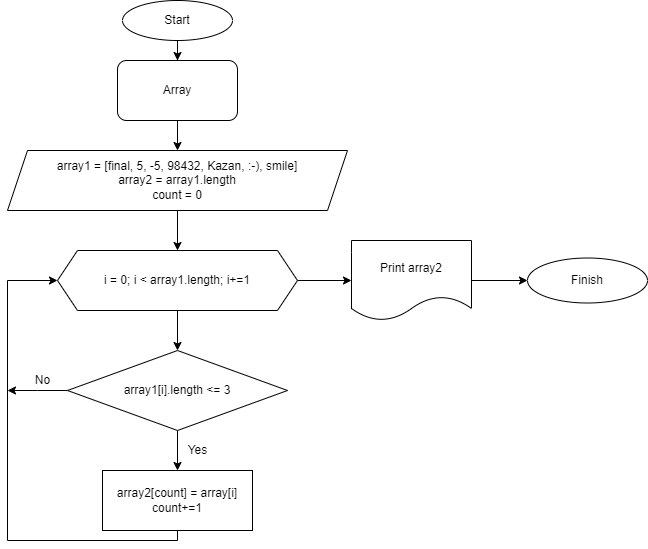 Start
Array
array1 = [final, 5, -5, 98432, Kazan, :-), smile]
array2 = array1.length
count = 0
i = 0; i < array1.length; i+=1
Print array2
Finish
array1[i].length <= 3
No
Yes
array2[count] = array[i]
count+=1